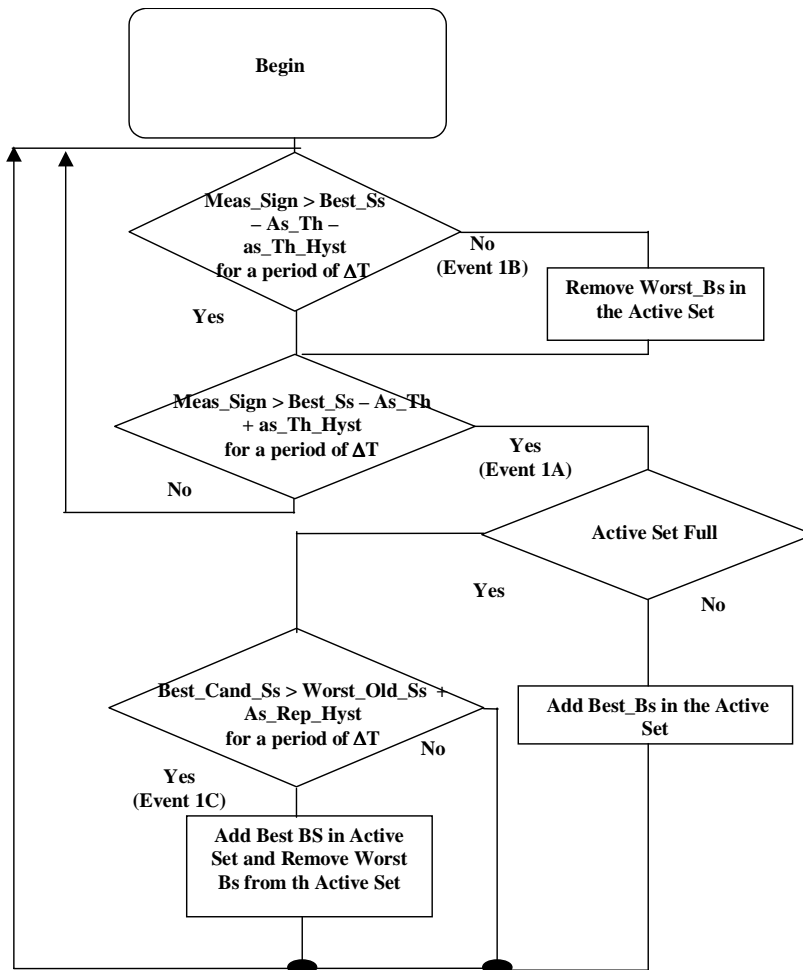 Begin
Meas_Sign > Best_Ss
– As_Th –
as_Th_Hyst
for a period of ΔT
No
(Event 1B)
Remove Worst_Bs in
the Active Set
Yes
Meas_Sign > Best_Ss – As_Th
+ as_Th_Hyst
for a period of ΔT
Yes
(Event 1A)
No
Active Set Full
Yes
No
Best_Cand_Ss > Worst_Old_Ss +
As_Rep_Hyst
for a period of ΔT
No
Add Best_Bs in the Active
Set
Yes
(Event 1C)
Add Best BS in Active
Set and Remove Worst
Bs from th Active Set